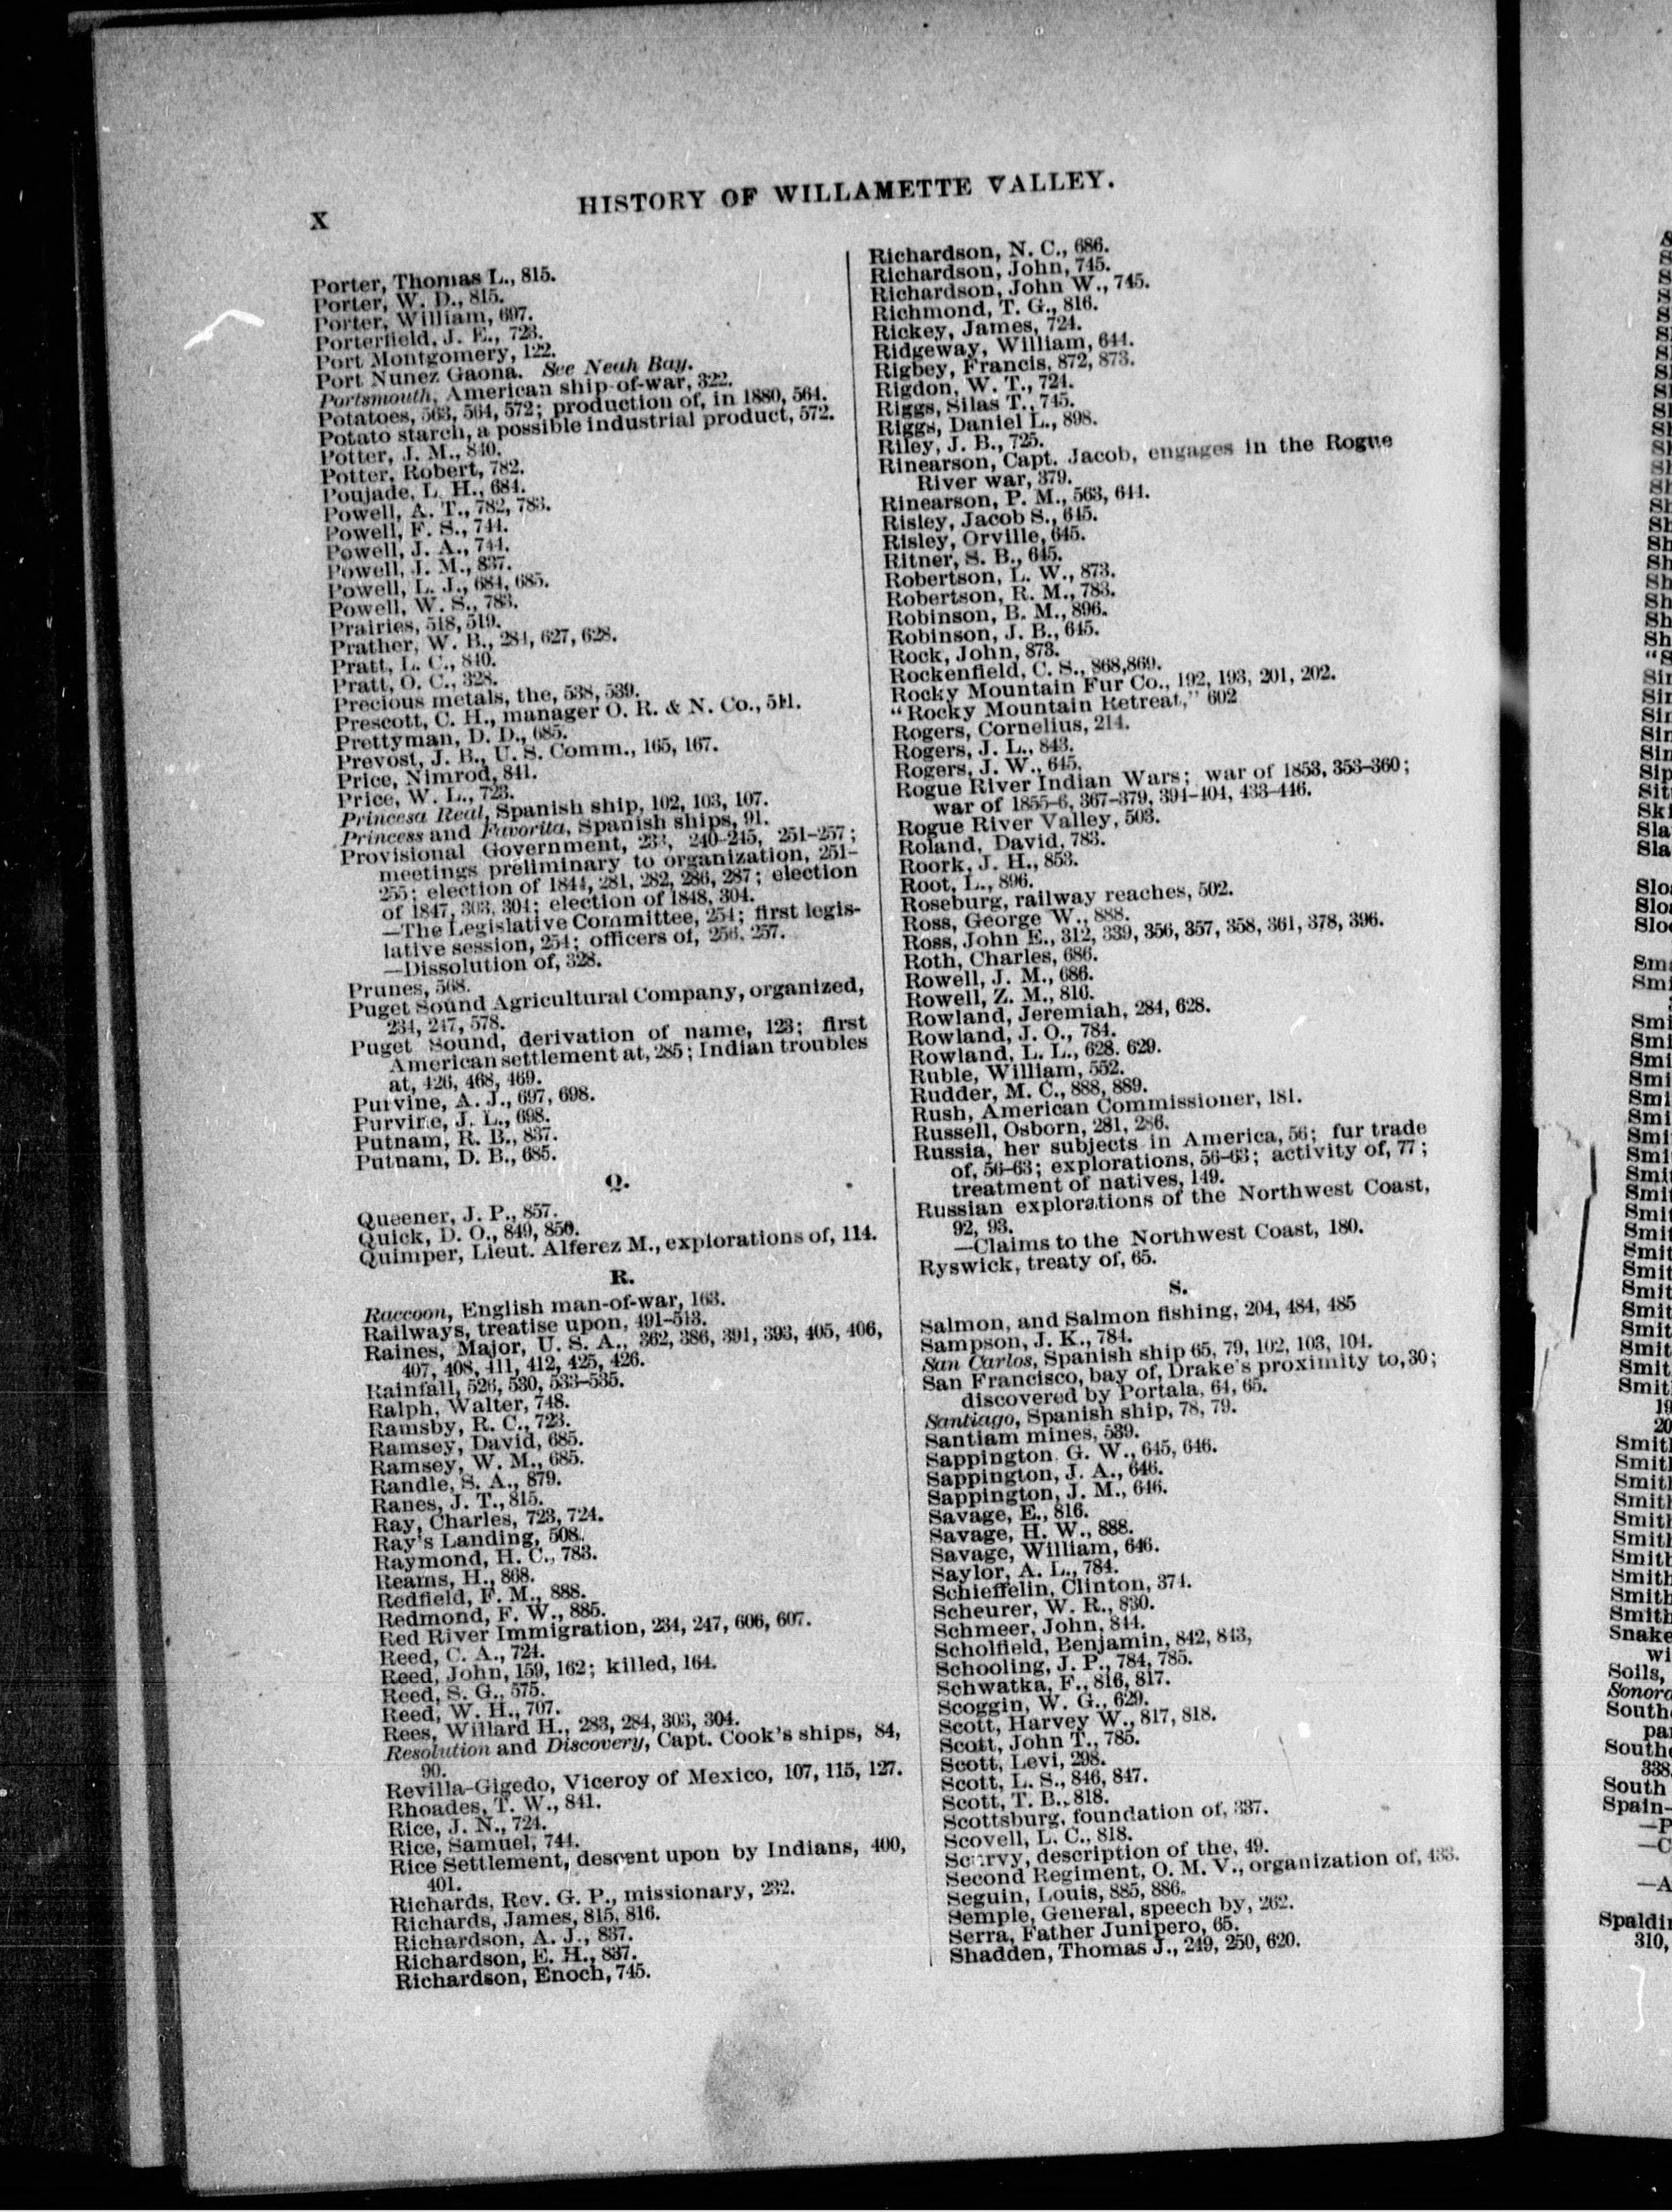 X
HISTORY OF WILLAMETTE VALLEY.
Porter, Thomas L., 815.
Porter, W. D., 815.
Porter, William, 697.
Porterfield, J. E., 723.
Port Montgomery, 122.
Port Nunez Gaona. See Neah Bay.
Portsmouth, American ship-of-war, 322.
Potatoes, 563, 564, 572; production of, in 1880, 564.
Potato starch, a possible industrial product, 572.
Potter, J. M., 840.
Potter, Robert, 782.
Poujade, L. H., 684.
Powell, A. T., 782, 783.
Powell, F. S., 744.
Powell, J. A., 744.
Powell, J. M., 837.
Powell, L. J., 684, 685.
Powell, W. S., 783.
Prairies, 518, 519.
Prather, W. B., 284, 627, 628.
Pratt, L. C., 840.
Pratt, O. C., 328.
Precious metals, the, 538, 539.
Prescott, C. H., manager O. R. & N. Co., 511.
Prettyman, D. D., 685.
Prevost, J. B., U. S. Comm., 165, 167.
Price, Nimrod, 841.
Price, W. L., 723.
Princesa Real, Spanish ship, 102, 103, 107.
Princess and Favorita, Spanish ships, 91.
Provisional Government, 233, 240-245, 251-257;
meetings preliminary to organization, 251-
255; election of 1844, 281, 282, 286, 287; election
of 1847, 303, 304; election of 1848, 304.
—The Legislative Committee, 254; first legis-
lative session, 254; officers of, 256, 257.
—Dissolution of, 328.
Prunes, 568.
Puget Sound Agricultural Company, organized,
234, 247, 578.
Puget Sound, derivation of name, 123; first
American settlement at, 285; Indian troubles
at, 426, 468, 469.
Purvine, A. J., 697, 698.
Purvine, J. L., 698.
Putnam, R. B., 837.
Putnam, D. B., 685.
Q.
Queener, J. P., 857.
Quick, D. O., 849, 850.
Quimper, Lieut. Alferez M., explorations of, 114.
R.
Raccoon, English man-of-war, 163.
Railways, treatise upon, 491-513.
Raines, Major, U. S. A., 362, 386, 391, 393, 405, 406,
407, 408, 411, 412, 425, 426.
Rainfall, 526, 530, 533-535.
Ralph, Walter, 748.
Ramsby, R. C., 723.
Ramsey, David, 685.
Ramsey, W. M., 685.
Randle, S. A., 879.
Ranes, J. T., 815.
Ray, Charles, 723, 724.
Ray's Landing, 508.
Raymond, H. C., 783.
Reams, H., 868.
Redfield, F. M., 888.
Redmond, F. W., 885.
Red River Immigration, 234, 247, 606, 607.
Reed, C. A., 724.
Reed, John, 159, 162; killed, 164.
Reed, S. G., 575.
Reed, W. H., 707.
Rees, Willard H., 283, 284, 303, 304.
Resolution and Discovery, Capt. Cook's ships, 84,
90.
Revilla-Gigedo, Viceroy of Mexico, 107, 115, 127.
Rhoades, T. W., 841.
Rice, J. N., 724.
Rice, Samuel, 744.
Rice Settlement, descent upon by Indians, 400,
401.
Richards, Rev. G. P., missionary, 232.
Richards, James, 815, 816.
Richardson, A. J., 837.
Richardson, E. H., 837.
Richardson, Enoch, 745.
Richardson, N. C., 686.
Richardson, John, 745.
Richardson, John W., 745.
Richmond, T. G., 816.
Rickey, James, 724.
Ridgeway, William, 644.
Rigbey, Francis, 872, 873.
Rigdon, W. T., 724.
Riggs, Silas T., 745.
Riggs, Daniel L., 898.
Riley, J. B., 725.
Rinearson, Capt. Jacob, engages in the Rogue
River war, 379.
Rinearson, P. M., 563, 644.
Risley, Jacob S., 645.
Risley, Orville, 645.
Ritner, S. B., 645.
Robertson, L. W., 873.
Robertson, R. M., 783.
Robinson, B. M., 896.
Robinson, J. B., 645.
Rock, John, 873.
Rockenfield, C. S., 868, 869.
Rocky Mountain Fur Co., 192, 193, 201, 202.
"Rocky Mountain Retreat," 602
Rogers, Cornelius, 214.
Rogers, J. L., 843.
Rogers, J. W., 645.
Rogue River Indian Wars; war of 1853, 353-360;
war of 1855-6, 367-379, 394-404, 433-446.
Rogue River Valley, 503.
Roland, David, 783.
Roork, J. H., 853.
Root, L., 896.
Roseburg, railway reaches, 502.
Ross, George W., 888.
Ross, John E., 312, 339, 356, 357, 358, 361, 378, 396.
Roth, Charles, 686.
Rowell, J. M., 686.
Rowell, Z. M., 816.
Rowland, Jeremiah, 284, 628.
Rowland, J. O., 784.
Rowland, L. L., 628. 629.
Ruble, William, 552.
Rudder, M. C., 888, 889.
Rush, American Commissioner, 181.
Russell, Osborn, 281, 286.
Russia, her subjects in America, 56; fur trade
of, 56-63; explorations, 56-63; activity of, 77;
treatment of natives, 149.
Russian explorations of the Northwest Coast,
92, 93.
—Claims to the Northwest Coast, 180.
Ryswick, treaty of, 65.
S.
Salmon, and Salmon fishing, 204, 484, 485
Sampson, J. K., 784.
San Carlos, Spanish ship 65, 79, 102, 103, 104.
San Francisco, bay of, Drake's proximity to, 30;
discovered by Portala, 64, 65.
Santiago, Spanish ship, 78, 79.
Santiam mines, 539.
Sappington G. W., 645, 646.
Sappington, J. A., 646.
Sappington, J. M., 646.
Savage, E., 816.
Savage, H. W., 888.
Savage, William, 646.
Saylor, A. L., 784.
Schieffelin, Clinton, 374.
Scheurer, W. R., 830.
Schmeer, John, 844.
Scholfield, Benjamin, 842, 843,
Schooling, J. P., 784, 785.
Schwatka, F., 816, 817.
Scoggin, W. G., 629.
Scott, Harvey W., 817, 818.
Scott, John T., 785.
Scott, Levi, 298.
Scott, L. S., 846, 847.
Scott, T. B., 818.
Scottsburg, foundation of, 337.
Scovell, L. C., 818.
Scurvy, description of the, 49.
Second Regiment, O. M. V., organization of, 433.
Seguin, Louis, 885, 886.
Semple, General, speech by, 262.
Serra, Father Junipero, 65.
Shadden, Thomas J., 249, 250, 620.